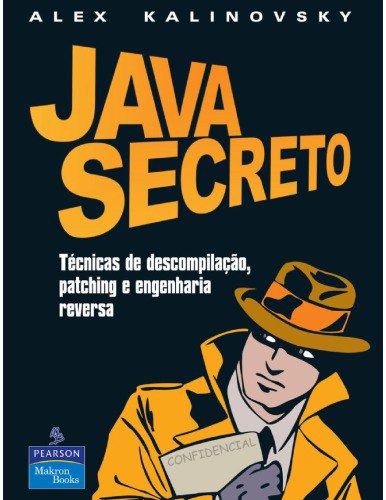 ALEX KALINOVSKY
JAVA
SECRETO
Técnicas de descompilação,
patching e engenharia
reversa
CONFIDENCIAL
PEARSON
Makron
Books